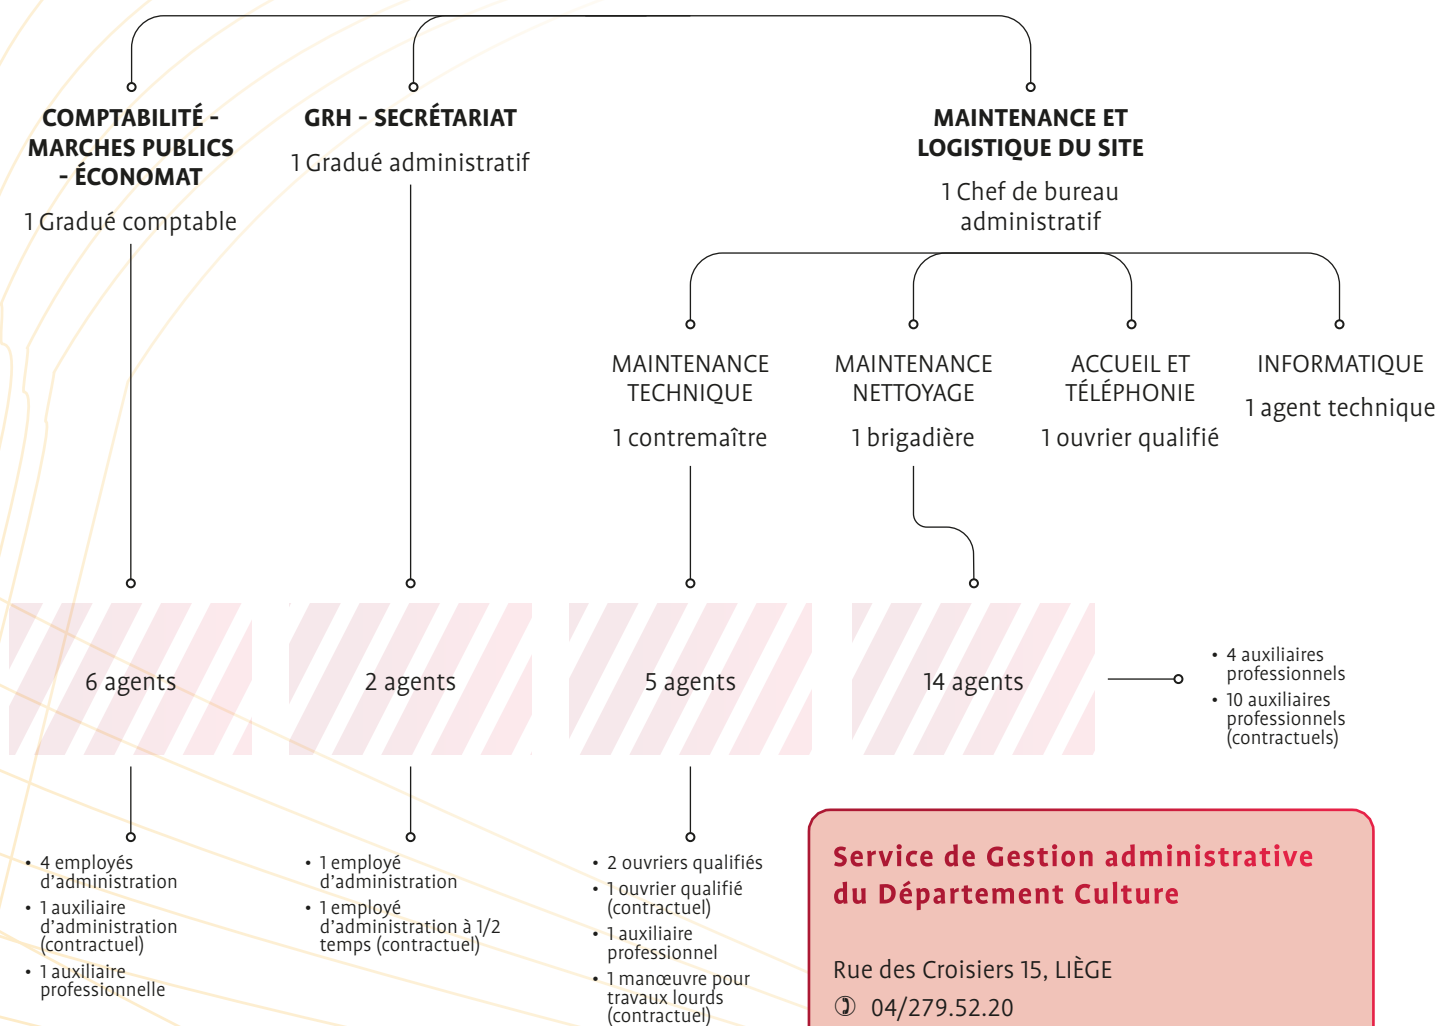 COMPTABILITÉ -
MARCHES PUBLICS
- ÉCONOMAT
1 Gradué comptable
GRH - SECRÉTARIAT
1 Gradué administratif
MAINTENANCE ET
LOGISTIQUE DU SITE
1 Chef de bureau
administratif
MAINTENANCE
TECHNIQUE
1 contremaître
MAINTENANCE
NETTOYAGE
1 brigadière
ACCUEIL ET
TÉLÉPHONIE
1 ouvrier qualifié
INFORMATIQUE
1 agent technique
6 agents
2 agents
5 agents
14 agents
• 4 auxiliaires
professionnels
• 10 auxiliaires
professionnels
(contractuels)
• 4 employés
d'administration
• 1 auxiliaire
d'administration
(contractuel)
• 1 auxiliaire
professionnelle
• 1 employé
d'administration
• 1 employé
d'administration à 1/2
temps (contractuel)
• 2 ouvriers qualifiés
• 1 ouvrier qualifié
(contractuel)
• 1 auxiliaire
professionnel
• 1 manœuvre pour
travaux lourds
(contractuel)
Service de Gestion administrative
du Département Culture
Rue des Croisiers 15, LIÈGE
✆ 04/279.52.20